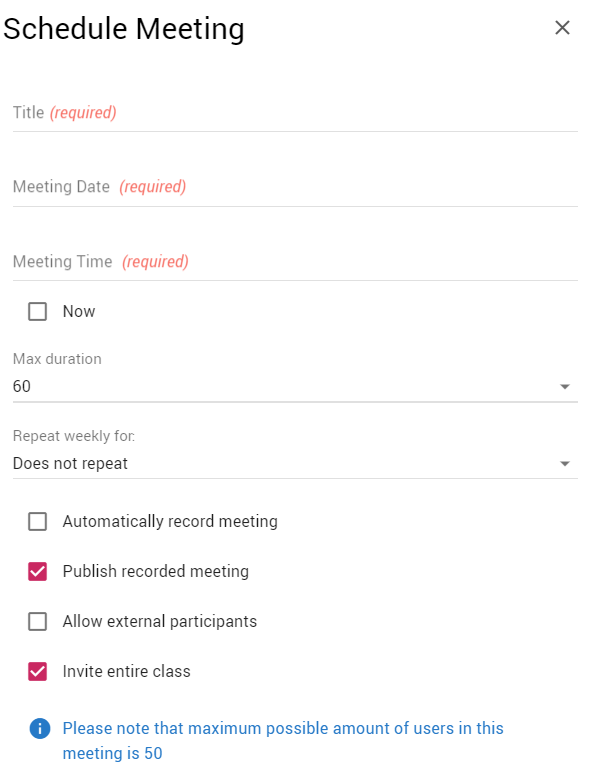 Schedule Meeting
Title (required)
Meeting Date (required)
Meeting Time (required)
Now
Max duration
60
Repeat weekly for:
Does not repeat
Automatically record meeting
Publish recorded meeting
Allow external participants
Invite entire class
Please note that maximum possible amount of users in this
meeting is 50